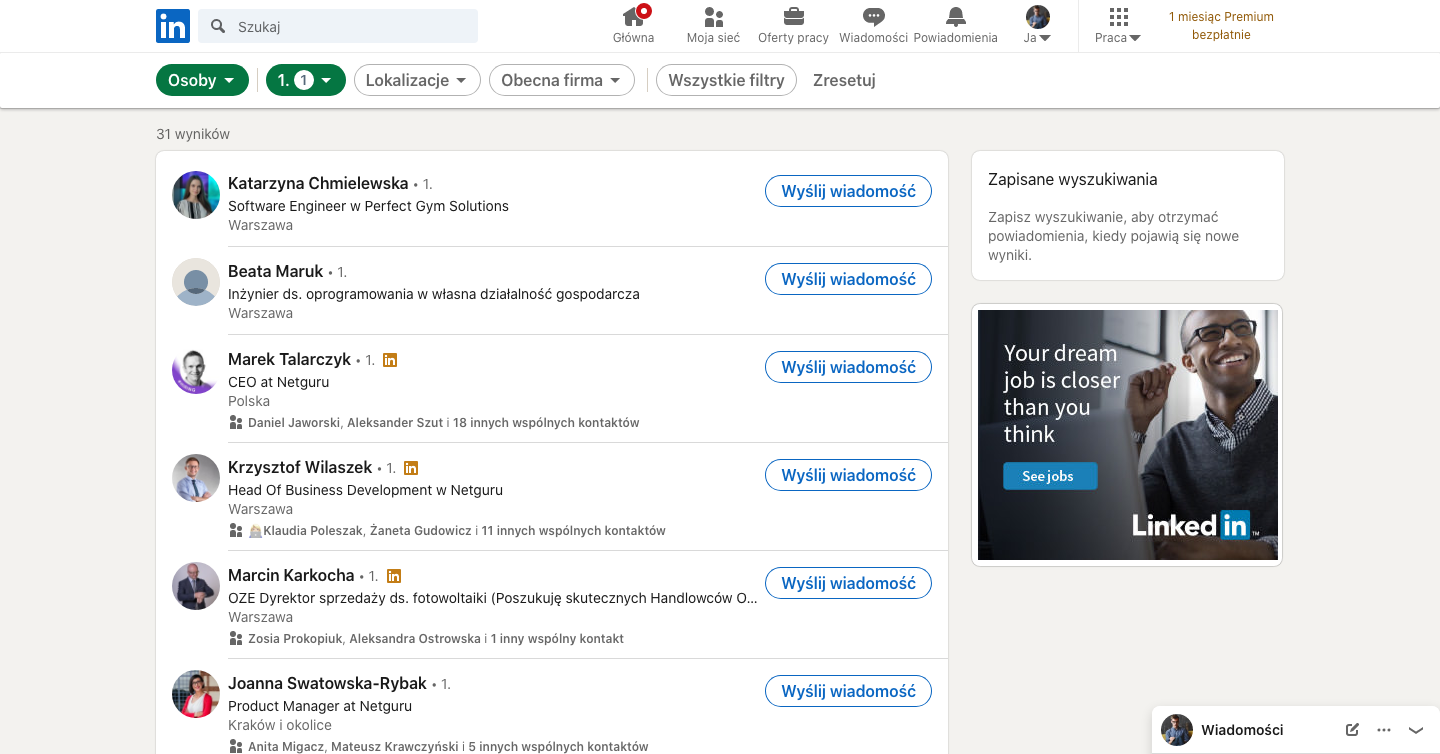 in
Szukaj
Główna
Moja sieć
Oferty pracy
Wiadomości
Powiadomienia
Ja
Praca
1 miesiąc Premium
bezpłatnie
Osoby
1. 1
Lokalizacje
Obecna firma
Wszystkie filtry
Zresetuj
31 wyników
Katarzyna Chmielewska • 1.
Software Engineer w Perfect Gym Solutions
Warszawa
Wyślij wiadomość
Beata Maruk • 1.
Inżynier ds. oprogramowania w własna działalność gospodarcza
Warszawa
Wyślij wiadomość
Marek Talarczyk • 1. in
CEO at Netguru
Polska
Daniel Jaworski, Aleksander Szut i 18 innych wspólnych kontaktów
Wyślij wiadomość
Krzysztof Wilaszek • 1. in
Head Of Business Development w Netguru
Warszawa
Klaudia Poleszak, Żaneta Gudowicz i 11 innych wspólnych kontaktów
Wyślij wiadomość
Marcin Karkocha • 1. in
OZE Dyrektor sprzedaży ds. fotowoltaiki (Poszukuję skutecznych Handlowców O...
Warszawa
Zosia Prokopiuk, Aleksandra Ostrowska i 1 inny wspólny kontakt
Wyślij wiadomość
Joanna Swatowska-Rybak • 1.
Product Manager at Netguru
Kraków i okolice
Anita Migacz, Mateusz Krawczyński i 5 innych wspólnych kontaktów
Wyślij wiadomość
Zapisane wyszukiwania
Zapisz wyszukiwanie, aby otrzymać
powiadomienia, kiedy pojawią się nowe
wyniki.
Your dream
job is closer
than you
think
See jobs
Linked in ™
Wiadomości